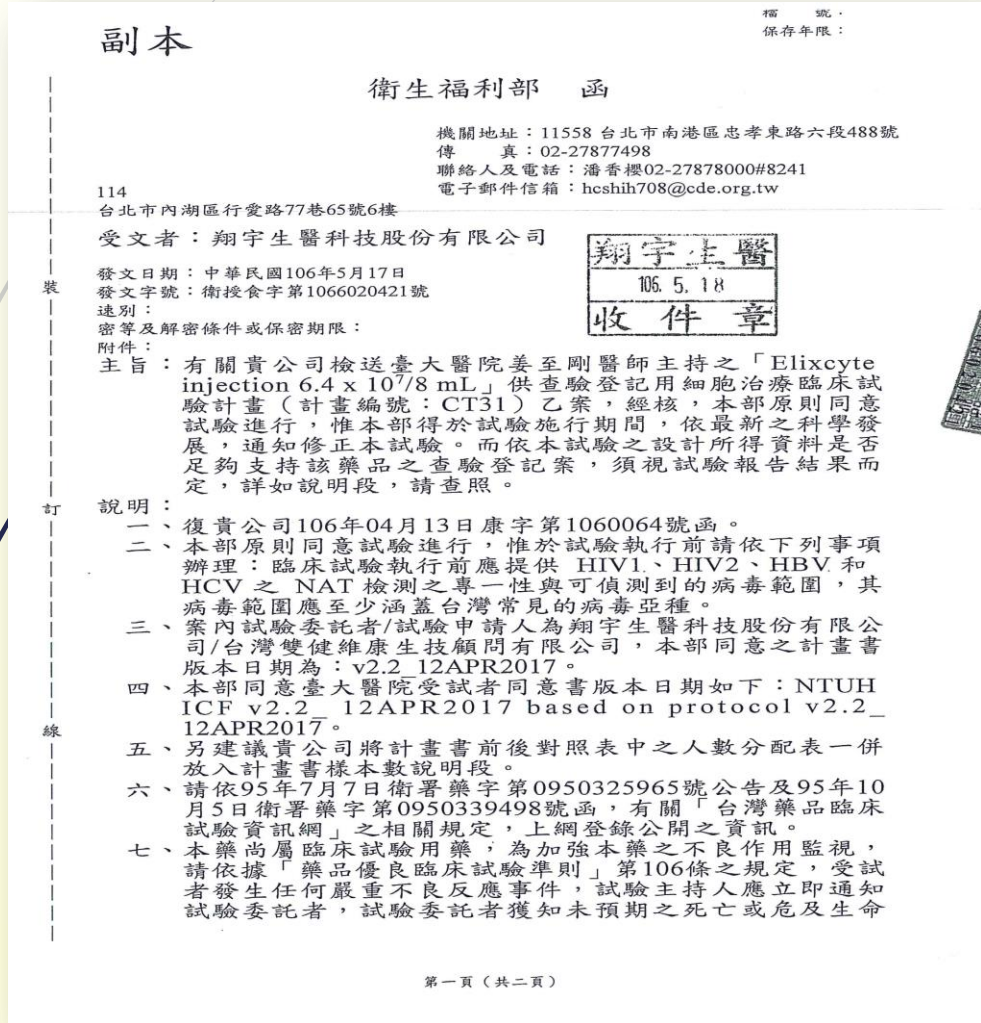 檔 號：
保存年限：
副本
衛生福利部 函
機關地址：11558 台北市南港區忠孝東路六段488號
傳 真：02-27877498
聯絡人及電話：潘香櫻02-27878000#8241
電子郵件信箱：hcshih708@cde.org.tw
114
台北市內湖區行愛路77巷65號6樓
受文者：翔宇生醫科技股份有限公司
翔宇生醫
106. 5. 18
收件章
發文日期：中華民國106年5月17日
發文字號：衛授食字第1066020421號
速別：
密等及解密條件或保密期限：
附件：
主旨：有關貴公司檢送臺大醫院姜至剛醫師主持之「Elixcyte
injection 6.4 x 10⁷/8 mL」供查驗登記用細胞治療臨床試
驗計畫（計畫編號：CT31）乙案，經核，本部原則同意
試驗進行，惟本部得於試驗施行期間，依最新之科學發
展，通知修正本試驗。而依本試驗之設計所得資料是否
足夠支持該藥品之查驗登記案，須視試驗報告結果而
定，詳如說明段，請查照。
說明：
一、復貴公司106年04月13日康字第1060064號函。
二、本部原則同意試驗進行，惟於試驗執行前請依下列事項
辦理：臨床試驗執行前應提供 HIV1、HIV2、HBV 和
HCV 之 NAT 檢測之專一性與可偵測到的病毒範圍，其
病毒範圍應至少涵蓋台灣常見的病毒亞種。
三、案內試驗委託者/試驗申請人為翔宇生醫科技股份有限公
司/台灣雙健維康生技顧問有限公司，本部同意之計畫書
版本日期為：v2.2_12APR2017。
四、本部同意臺大醫院受試者同意書版本日期如下：NTUH
ICF v2.2_ 12APR2017 based on protocol v2.2_
12APR2017。
五、另建議貴公司將計畫書前後對照表中之人數分配表一併
放入計畫書樣本數說明段。
六、請依95年7月7日衛署藥字第0950325965號公告及95年10
月5日衛署藥字第0950339498號函，有關「台灣藥品臨床
試驗資訊網」之相關規定，上網登錄公開之資訊。
七、本藥尚屬臨床試驗用藥，為加強本藥之不良作用監視，
請依據「藥品優良臨床試驗準則」第106條之規定，受試
者發生任何嚴重不良反應事件，試驗主持人應立即通知
試驗委託者，試驗委託者獲知未預期之死亡或危及生命
裝
訂
線
第一頁（共二頁）